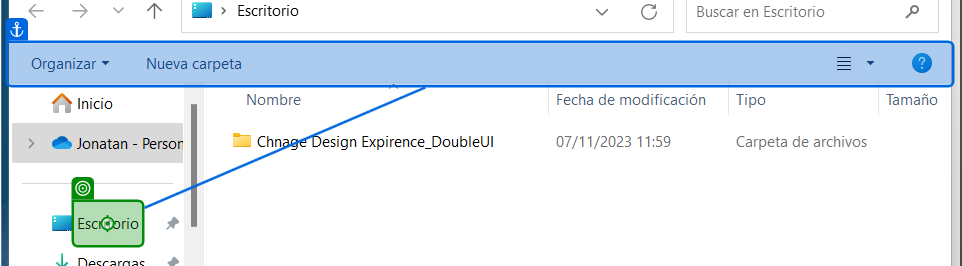 Escritorio
Buscar en Escritorio
Organizar
Nueva carpeta
?
Nombre
Fecha de modificación
Tipo
Tamaño
Inicio
Jonatan - Person
Chnage Design Expirence_DoubleUI
07/11/2023 11:59
Carpeta de archivos
Escritorio
Descargas